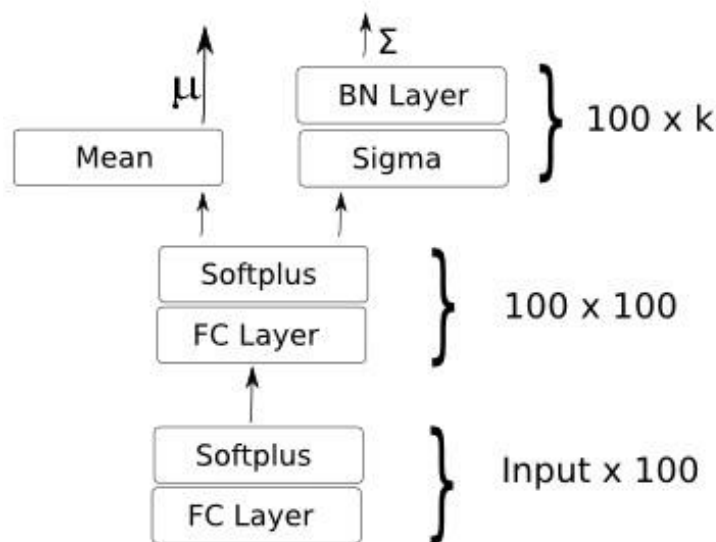 Σ
μ
BN Layer
100 x k
Mean
Sigma
Softplus
100 x 100
FC Layer
Softplus
Input x 100
FC Layer